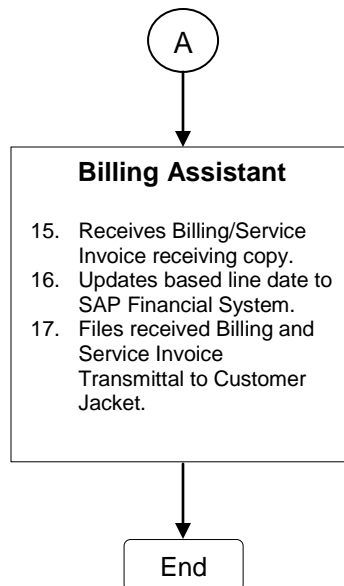 A
Billing Assistant
15. Receives Billing/Service
Invoice receiving copy.
16. Updates based line date to
SAP Financial System.
17. Files received Billing and
Service Invoice
Transmittal to Customer
Jacket.
End